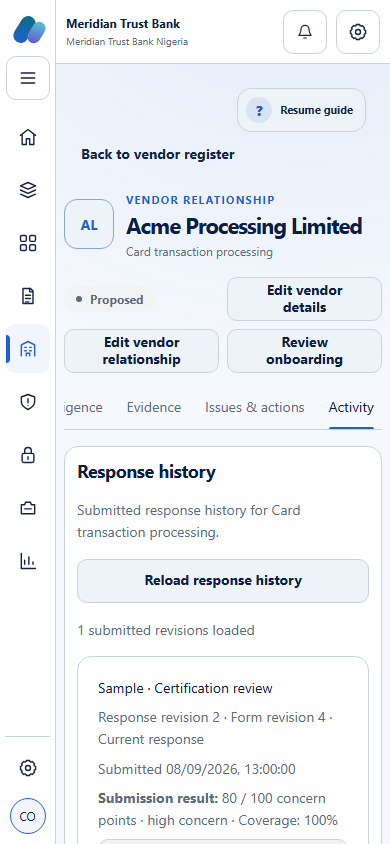 Meridian Trust Bank
Meridian Trust Bank Nigeria
? Resume guide
Back to vendor register
VENDOR RELATIONSHIP
AL
Acme Processing Limited
Card transaction processing
Proposed
Edit vendor
details
Edit vendor
relationship
Review
onboarding
igence Evidence Issues & actions Activity
Response history
Submitted response history for Card
transaction processing.
Reload response history
1 submitted revisions loaded
Sample · Certification review
Response revision 2 · Form revision 4 ·
Current response
Submitted 08/09/2026, 13:00:00
Submission result: 80 / 100 concern
points · high concern · Coverage: 100%
CO